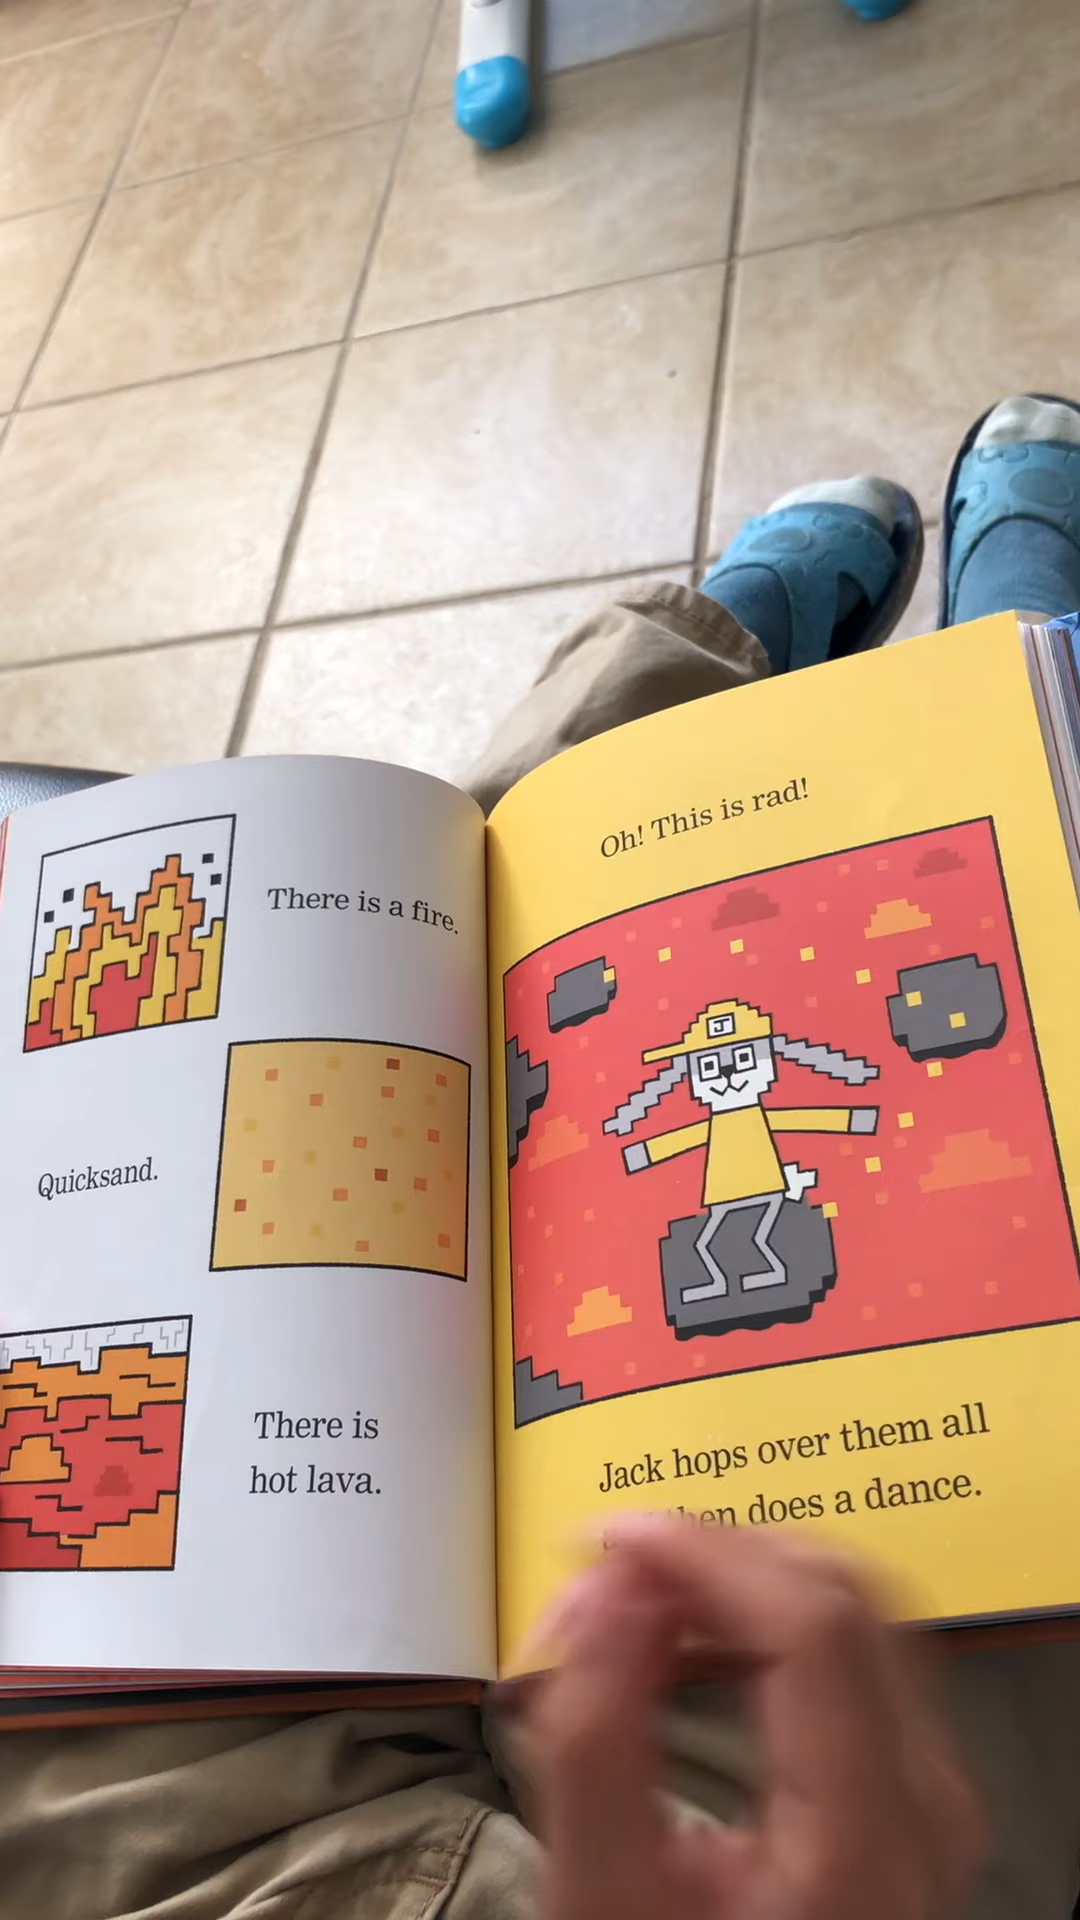 There is a fire.
Quicksand.
There is
hot lava.
Oh! This is rad!
J
Jack hops over them all
then does a dance.